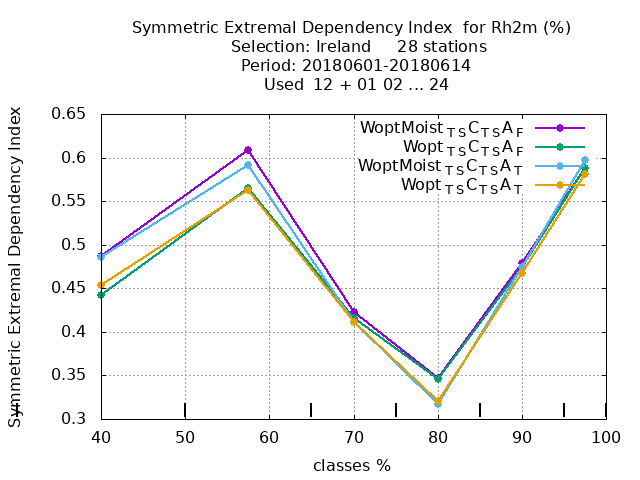 Symmetric Extremal Dependency Index for Rh2m (%)
Selection: Ireland 28 stations
Period: 20180601-20180614
Used 12 + 01 02 ... 24
Symmetric Extremal Dependency Index
0.65
0.6
0.55
0.5
0.45
0.4
0.35
0.3
WoptMoist TS C TS A F
Wopt TS C TS A F
WoptMoist TS C TS A T
Wopt TS C TS A T
40 50 60 70 80 90 100
classes %